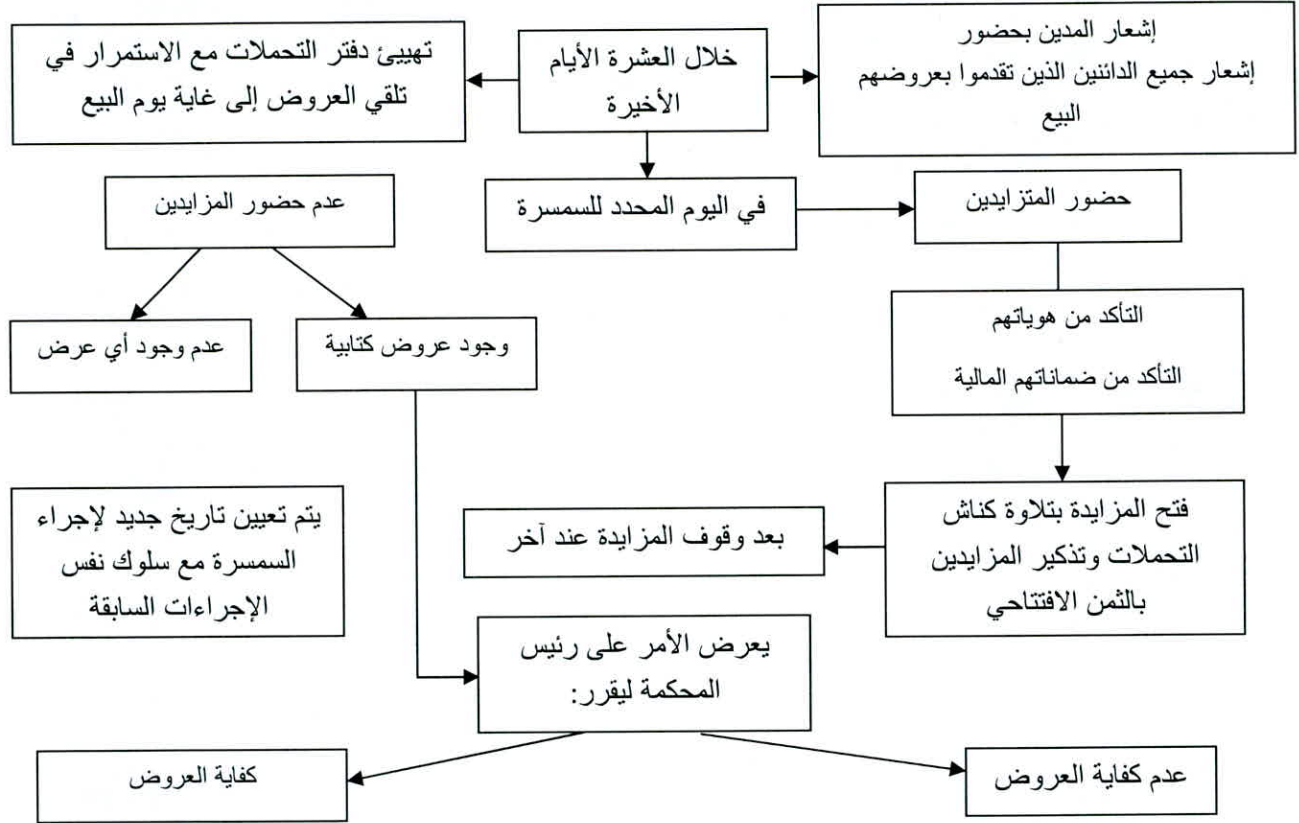 إشعار المدين بحضور
إشعار جميع الدائنين الذين تقدموا بعروضهم
البيع
خلال العشرة الأيام
الأخيرة
تهييئ دفتر التحملات مع الاستمرار في
تلقي العروض إلى غاية يوم البيع
في اليوم المحدد للسمسرة
حضور المتزايدين
عدم حضور المزايدين
التأكد من هوياتهم
التأكد من ضماناتهم المالية
وجود عروض كتابية
عدم وجود أي عرض
فتح المزايدة بتلاوة كناش
التحملات وتذكير المزايدين
بالثمن الافتتاحي
بعد وقوف المزايدة عند آخر
يتم تعيين تاريخ جديد لإجراء
السمسرة مع سلوك نفس
الإجراءات السابقة
يعرض الأمر على رئيس
المحكمة ليقرر:
عدم كفاية العروض
كفاية العروض